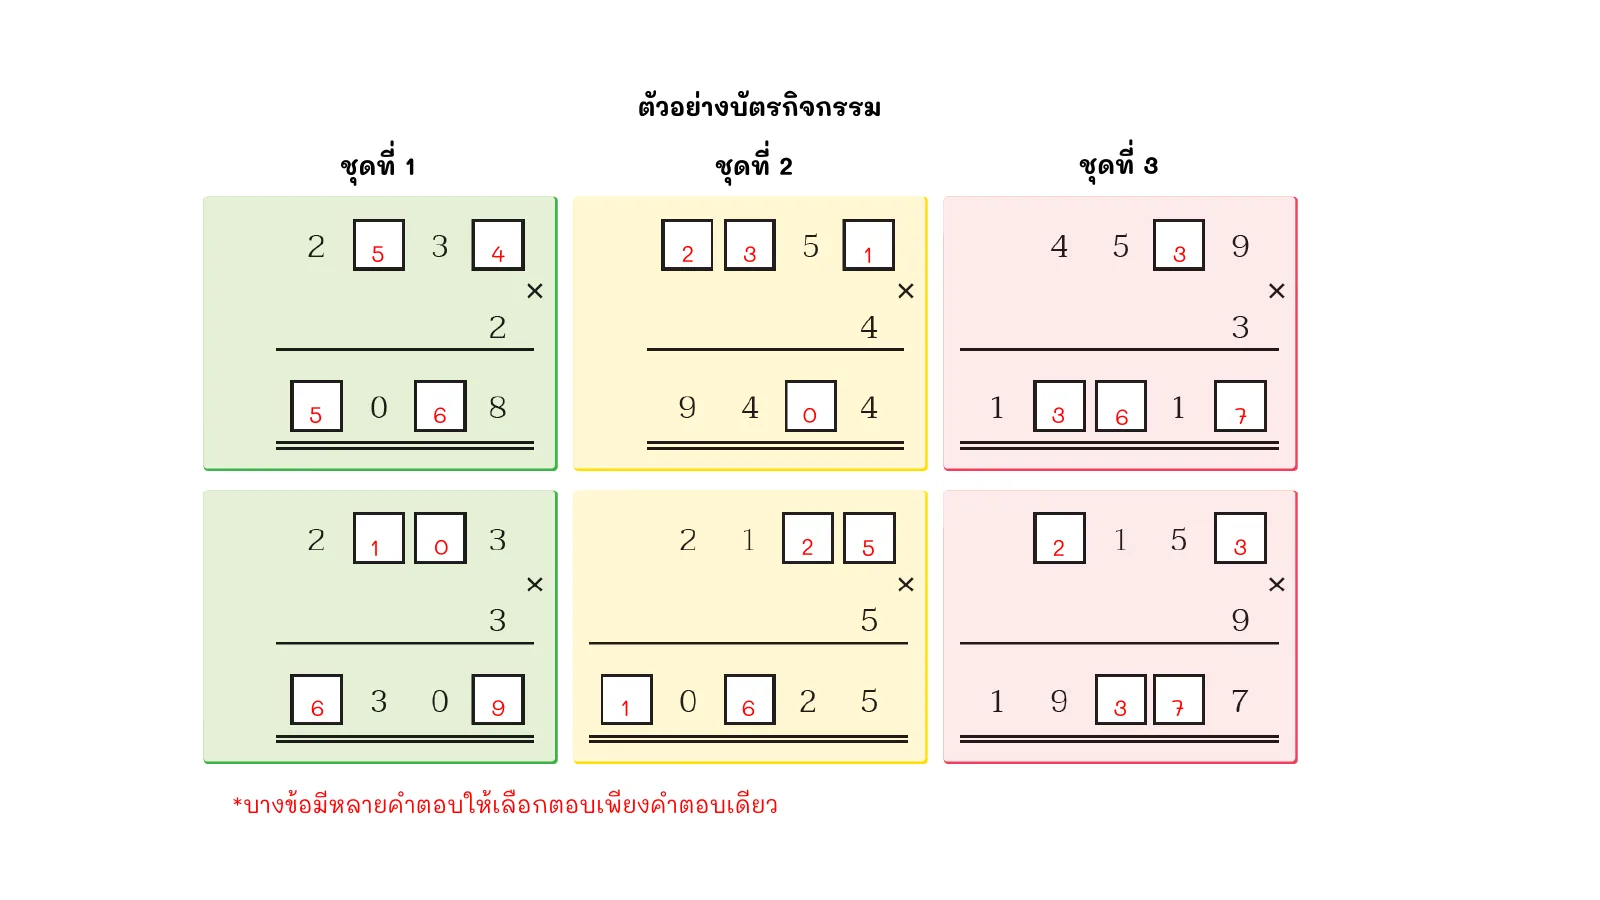 ตัวอย่างบัตรกิจกรรม
ชุดที่ 1
2 5 3 4
×
2
5 0 6 8
2 1 0 3
×
3
6 3 0 9
ชุดที่ 2
2 3 5 1
×
4
9 4 0 4
2 1 2 5
×
5
1 0 6 2 5
ชุดที่ 3
4 5 3 9
×
3
1 3 6 1 7
2 1 5 3
×
9
1 9 3 7 7
*บางข้อมีหลายคำตอบให้เลือกตอบเพียงคำตอบเดียว